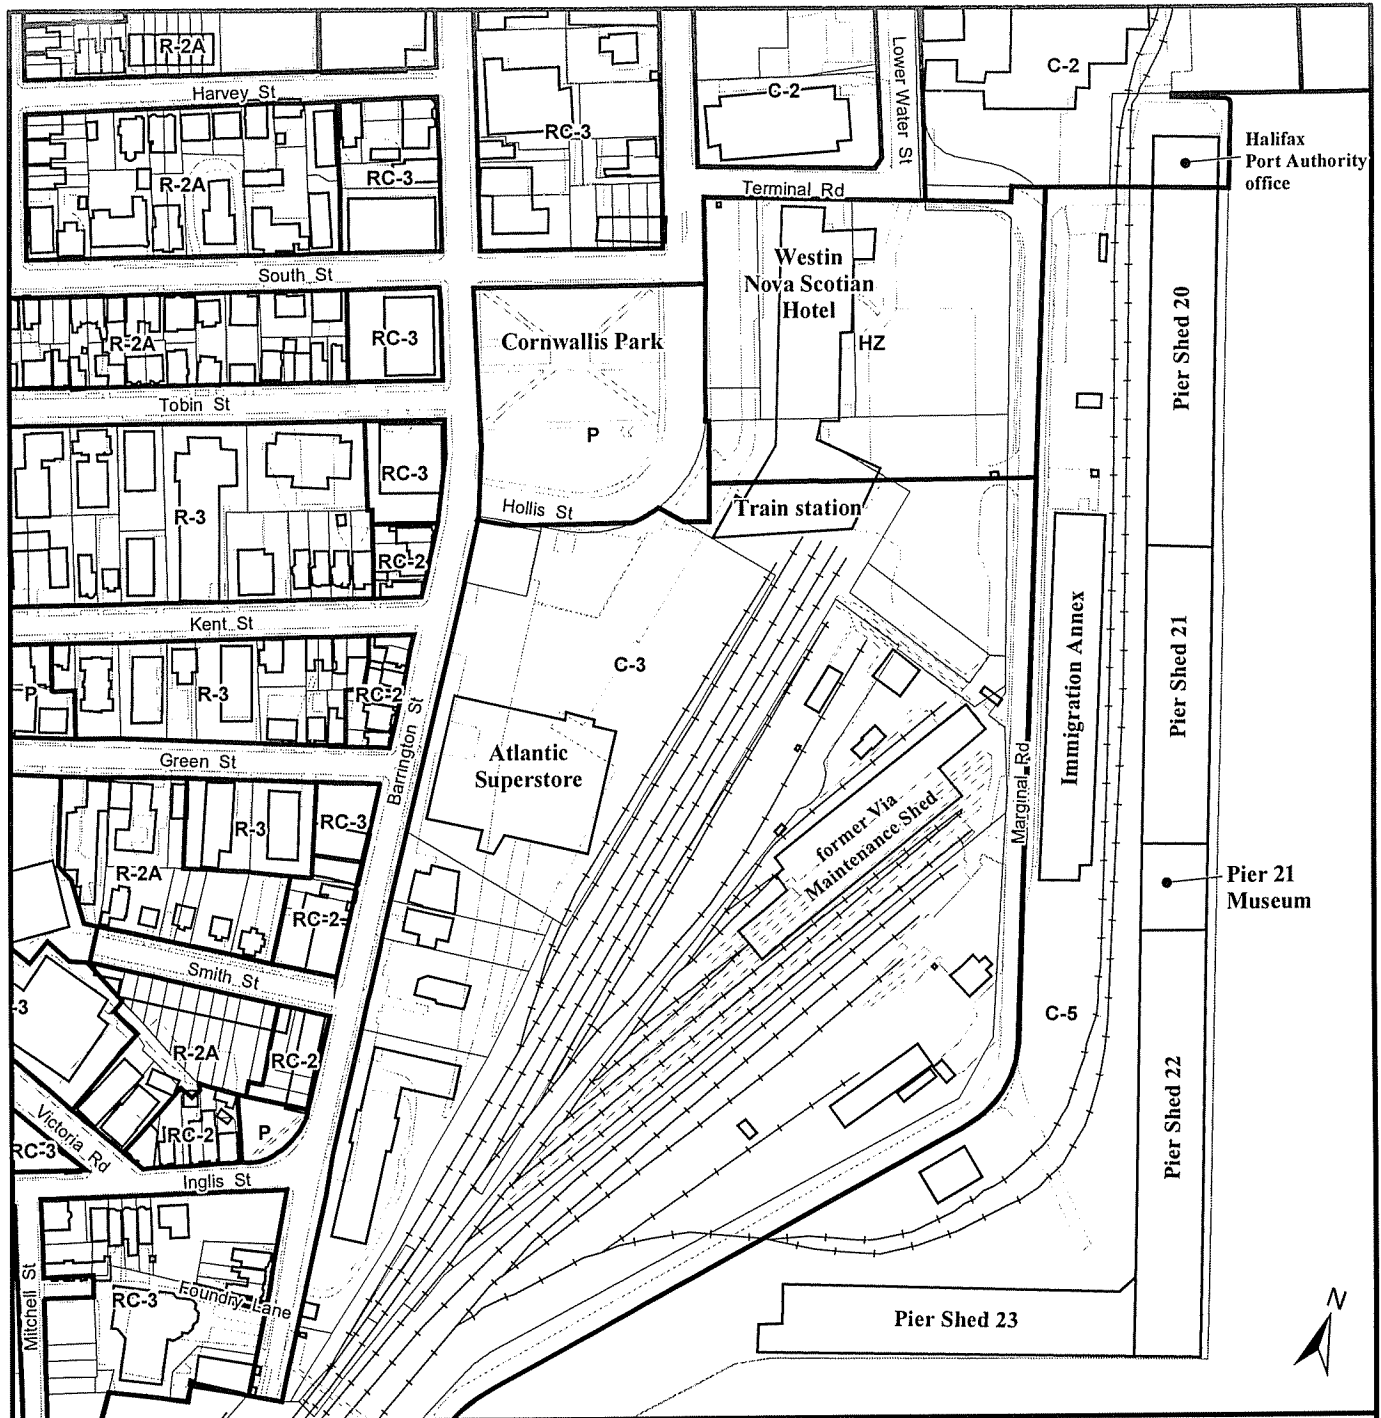 R-2A
C-2
C-2
Harvey St
RC-3
Lower Water St
Halifax
Port Authority
office
R-2A
RC-3
Terminal Rd
South St
Westin
Nova Scotian
Hotel
Pier Shed 20
R-2A
RC-3
Cornwallis Park
HZ
Tobin St
P
RC-3
Hollis St
Train station
R-3
RC-2
Kent St
Immigration Annex
Pier Shed 21
C-3
P
R-3
RC-2
Barrington St
Green St
Atlantic
Superstore
Marginal Rd
former Via
Maintenance Shed
R-3
RC-3
R-2A
Pier 21
Museum
RC-2
Smith St
-3
C-5
R-2A
RC-2
Pier Shed 22
Victoria Rd
RC-2
P
RC-3
Inglis St
Mitchell St
Foundry Lane
RC-3
Pier Shed 23
N